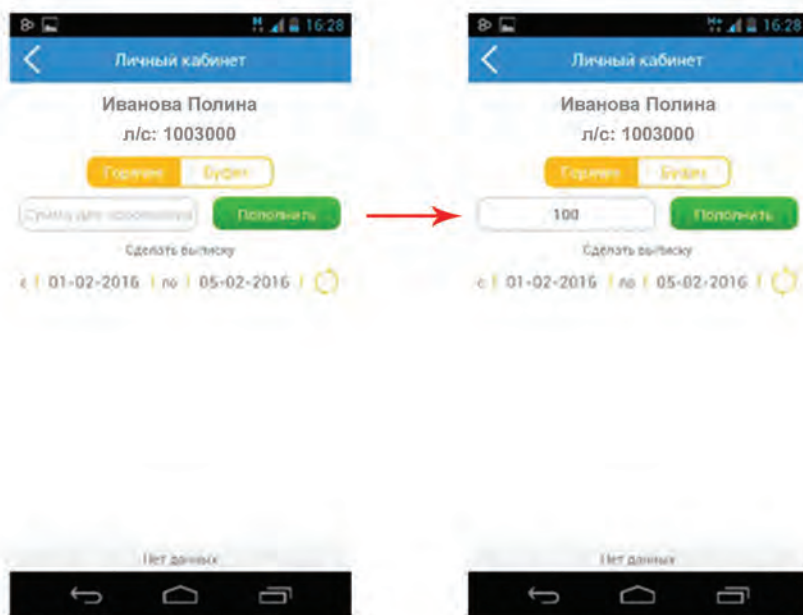 16:28
Личный кабинет
Иванова Полина
л/с: 1003000
Горячее Буфет
Сумма для пополнения Пополнить
Сделать выписку
с 01-02-2016 по 05-02-2016
Нет данных
H+ 16:28
Личный кабинет
Иванова Полина
л/с: 1003000
Горячее Буфет
100 Пополнить
Сделать выписку
с 01-02-2016 по 05-02-2016
Нет данных